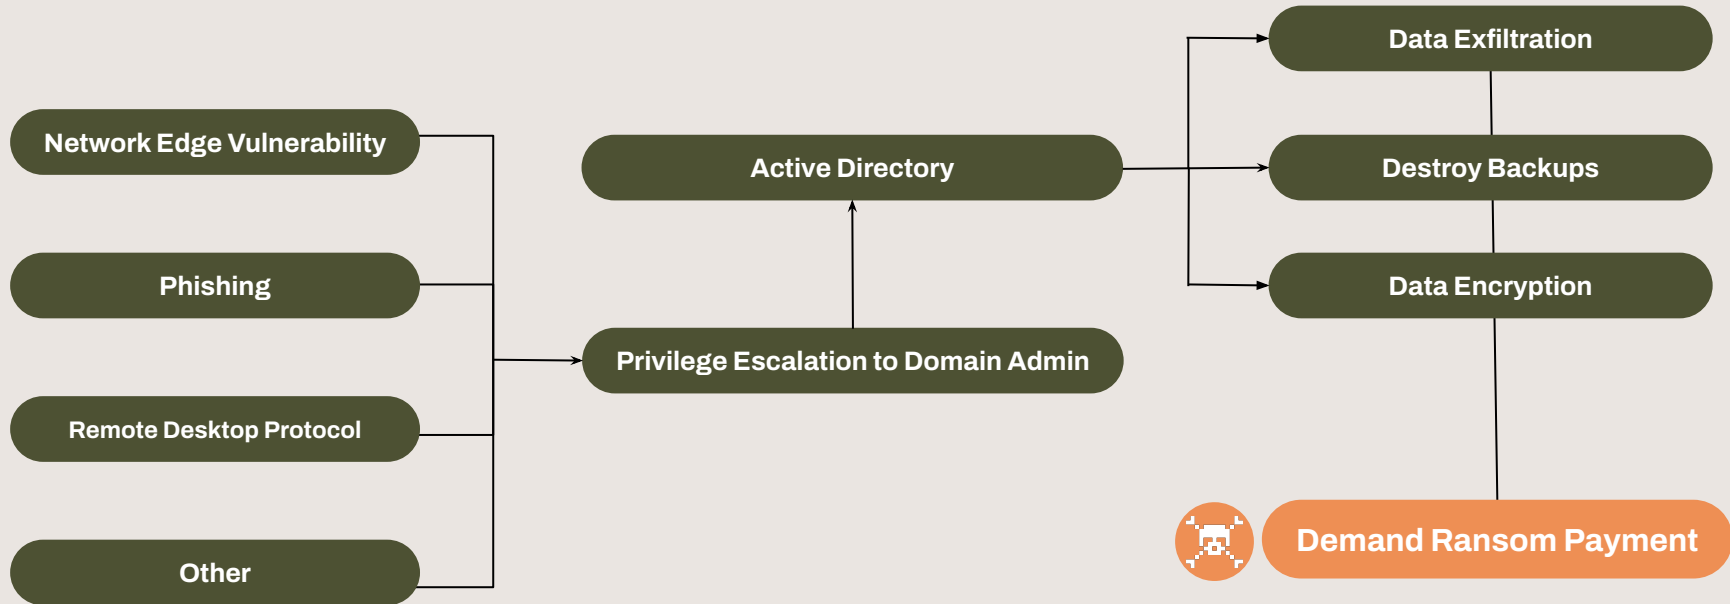 Network Edge Vulnerability
Phishing
Remote Desktop Protocol
Other
Active Directory
Privilege Escalation to Domain Admin
Data Exfiltration
Destroy Backups
Data Encryption
Demand Ransom Payment